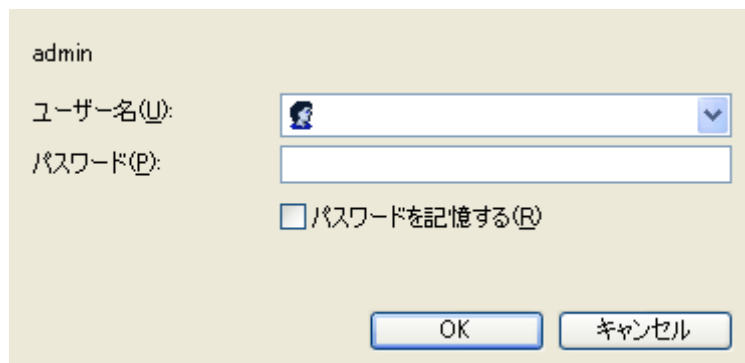 admin
ユーザー名(U):
パスワード(P):
パスワードを記憶する(R)
OK
キャンセル